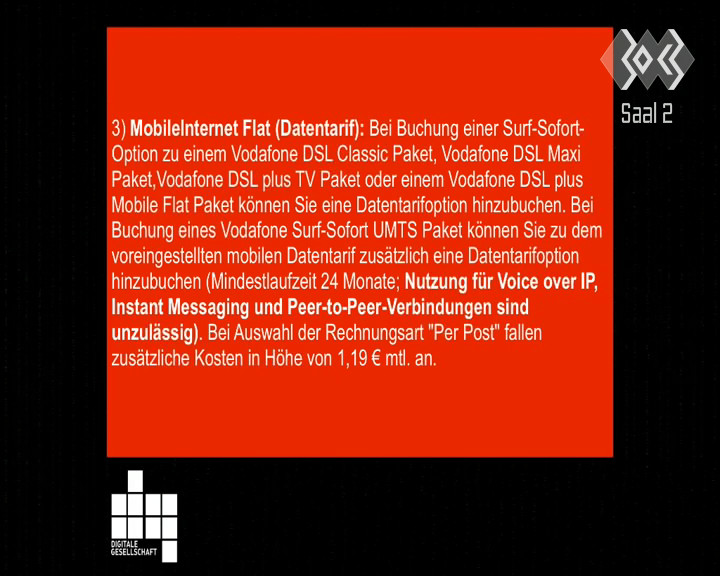 Saal 2
3) MobileInternet Flat (Datentarif): Bei Buchung einer Surf-Sofort-
Option zu einem Vodafone DSL Classic Paket, Vodafone DSL Maxi
Paket,Vodafone DSL plus TV Paket oder einem Vodafone DSL plus
Mobile Flat Paket können Sie eine Datentarifoption hinzubuchen. Bei
Buchung eines Vodafone Surf-Sofort UMTS Paket können Sie zu dem
voreingestellten mobilen Datentarif zusätzlich eine Datentarifoption
hinzubuchen (Mindestlaufzeit 24 Monate; Nutzung für Voice over IP,
Instant Messaging und Peer-to-Peer-Verbindungen sind
unzulässig). Bei Auswahl der Rechnungsart "Per Post" fallen
zusätzliche Kosten in Höhe von 1,19 € mtl. an.
DIGITALE
GESELLSCHAFT